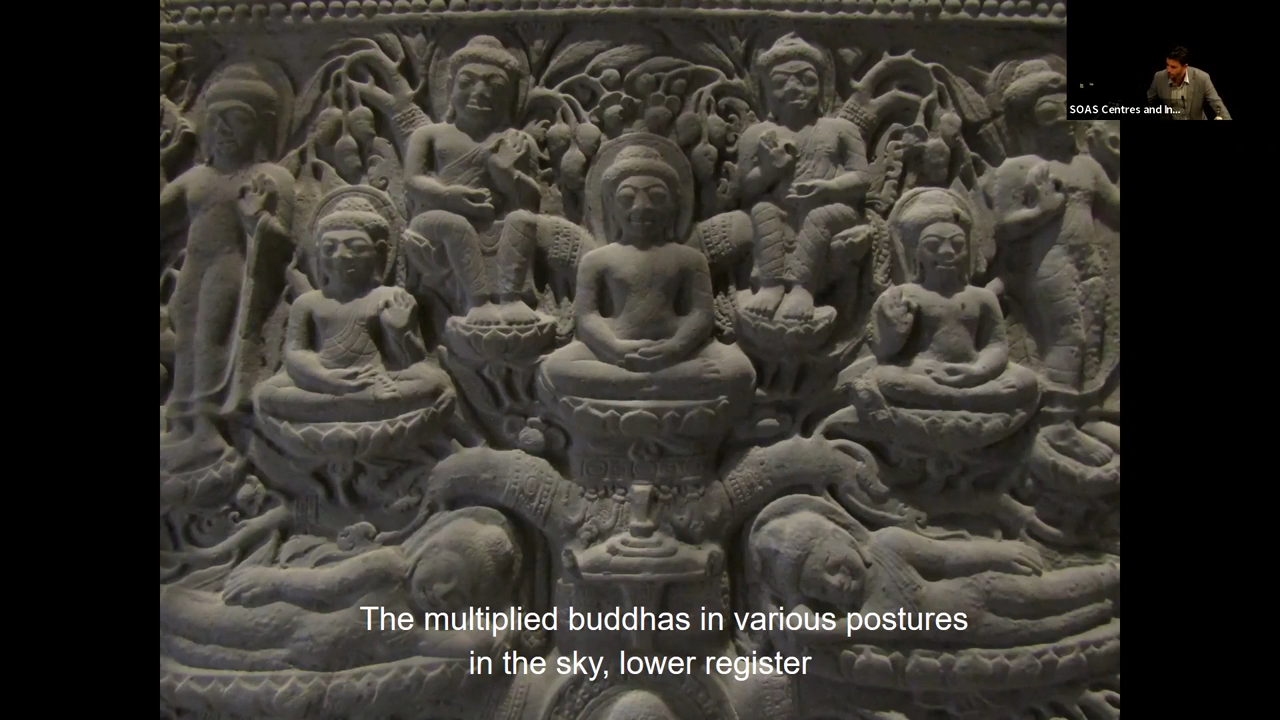 SOAS Centres and In...
The multiplied buddhas in various postures
in the sky, lower register